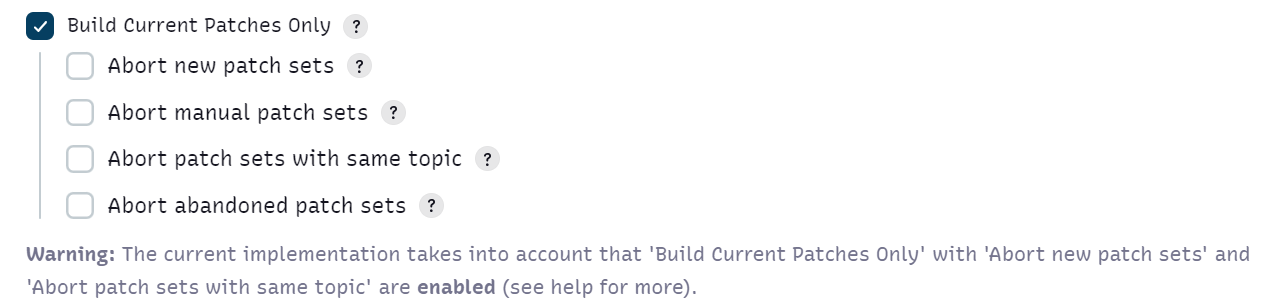 Build Current Patches Only ?
Abort new patch sets ?
Abort manual patch sets ?
Abort patch sets with same topic ?
Abort abandoned patch sets ?
Warning: The current implementation takes into account that 'Build Current Patches Only' with 'Abort new patch sets' and
'Abort patch sets with same topic' are enabled (see help for more).